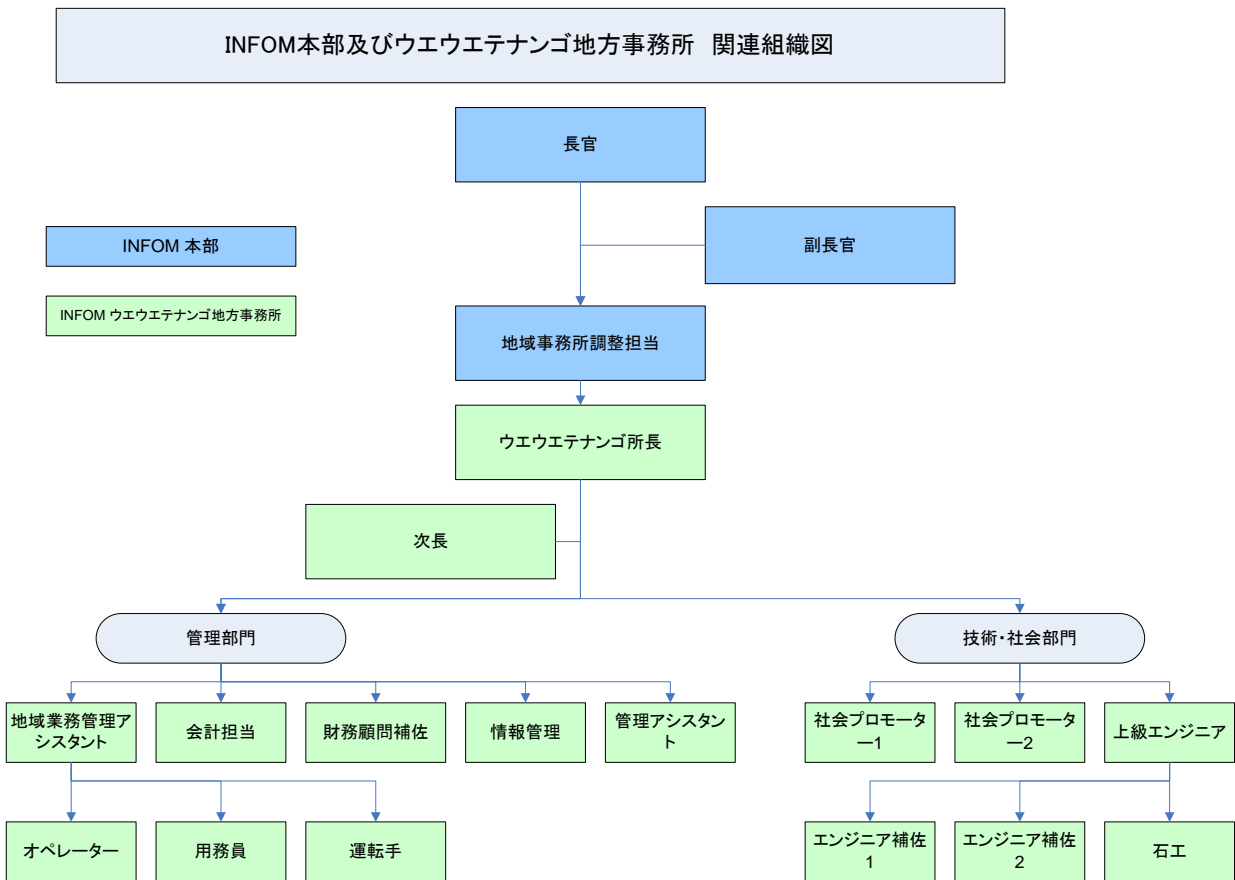 INFOM本部及びウエウエテナンゴ地方事務所　関連組織図
長官
副長官
INFOM 本部
INFOM ウエウエテナンゴ地方事務所
地域事務所調整担当
ウエウエテナンゴ所長
次長
管理部門
技術・社会部門
地域業務管理ア
シスタント
会計担当
財務顧問補佐
情報管理
管理アシスタン
ト
社会プロモータ
ー1
社会プロモータ
ー2
上級エンジニア
オペレーター
用務員
運転手
エンジニア補佐
1
エンジニア補佐
2
石工